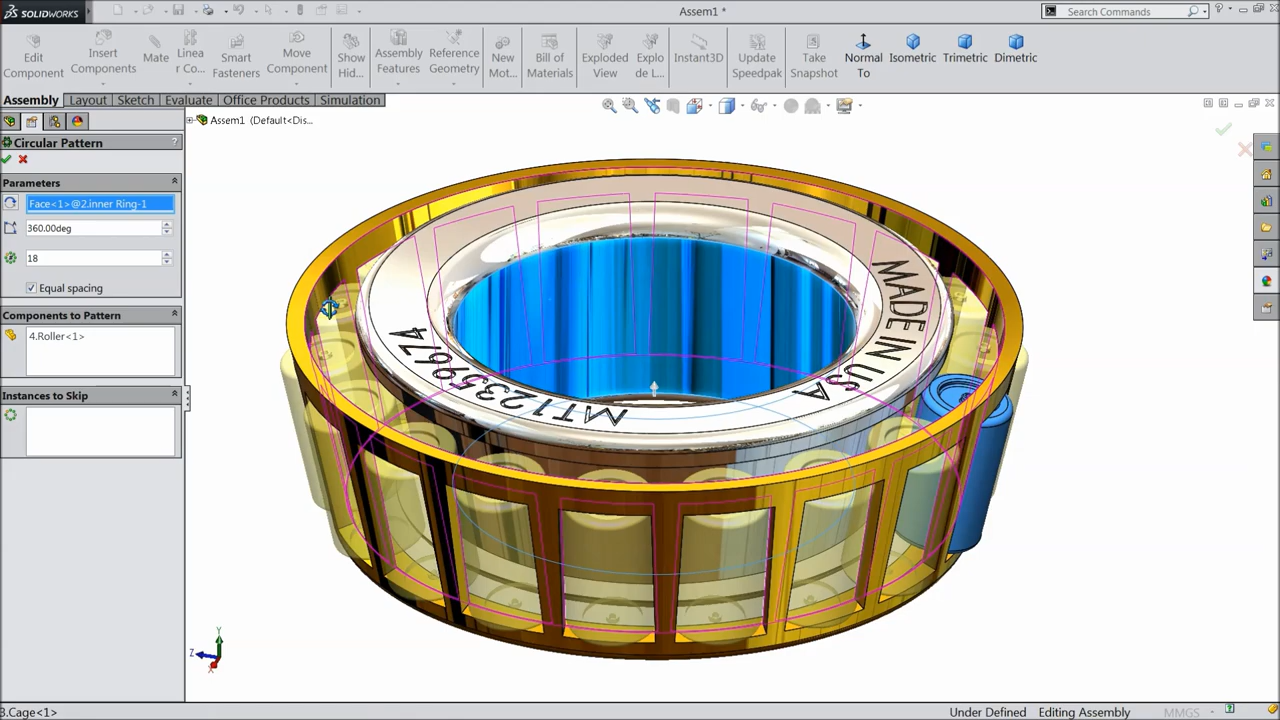 SOLIDWORKS
Assem1 *
Search Commands
Edit Component
Insert Components
Mate
Linea r Co...
Smart Fasteners
Move Component
Show Hid...
Assembly Features
Reference Geometry
New Mot...
Bill of Materials
Exploded View
Explo de L...
Instant3D
Update Speedpak
Take Snapshot
Normal To
Isometric
Trimetric
Dimetric
Assembly
Layout
Sketch
Evaluate
Office Products
Simulation
Assem1 (Default<Dis...
Circular Pattern
?
Parameters
Face<1>@2.inner Ring-1
360.00deg
18
Equal spacing
Components to Pattern
4.Roller<1>
Instances to Skip
MADE IN USA
MT1235967A
Y
Z
X
3.Cage<1>
Under Defined
Editing Assembly
MMGS